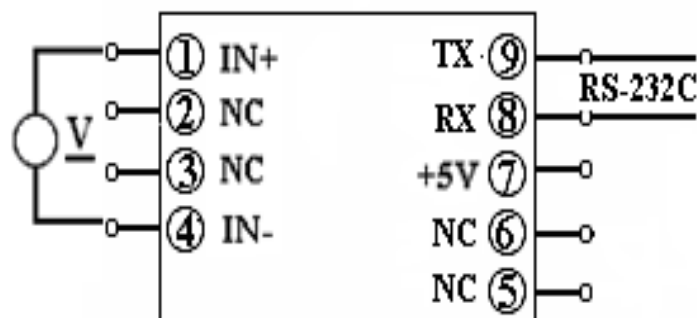 ① IN+ TX ⑨
RS-232C
② NC RX ⑧
V
③ NC +5V ⑦
④ IN- NC ⑥
NC ⑤